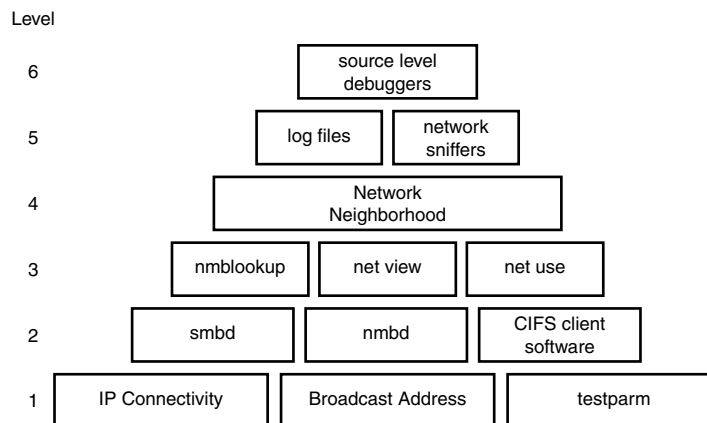 Level
6
source level
debuggers
5
log files
network
sniffers
4
Network
Neighborhood
3
nmblookup
net view
net use
2
smbd
nmbd
CIFS client
software
1
IP Connectivity
Broadcast Address
testparm